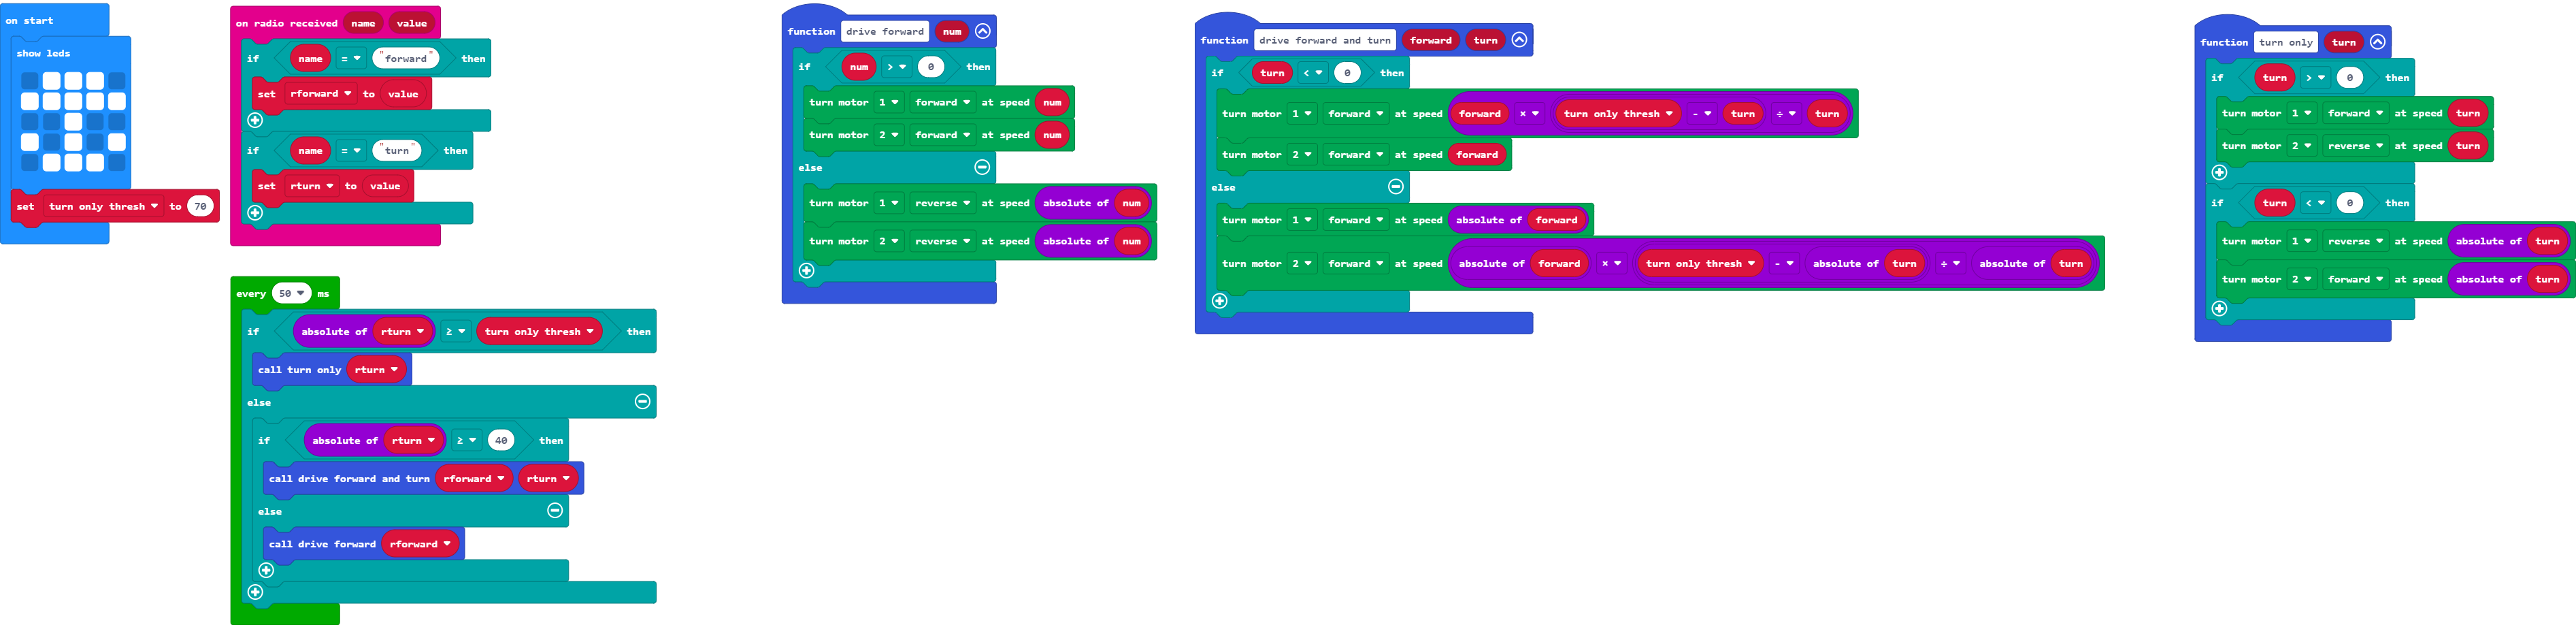 on start
show leds
set turn only thresh to 70
on radio received name value
if name = "forward" then
set rforward to value
if name = "turn" then
set rturn to value
every 50 ms
if absolute of rturn ≥ turn only thresh then
call turn only rturn
else
if absolute of rturn ≥ 40 then
call drive forward and turn rforward rturn
else
call drive forward rforward
function drive forward num
if num > 0 then
turn motor 1 forward at speed num
turn motor 2 forward at speed num
else
turn motor 1 reverse at speed absolute of num
turn motor 2 reverse at speed absolute of num
function drive forward and turn forward turn
if turn < 0 then
turn motor 1 forward at speed forward × turn only thresh - turn ÷ turn
turn motor 2 forward at speed forward
else
turn motor 1 forward at speed absolute of forward
turn motor 2 forward at speed absolute of forward × turn only thresh - absolute of turn ÷ absolute of turn
function turn only turn
if turn > 0 then
turn motor 1 forward at speed turn
turn motor 2 reverse at speed turn
if turn < 0 then
turn motor 1 reverse at speed absolute of turn
turn motor 2 forward at speed absolute of turn